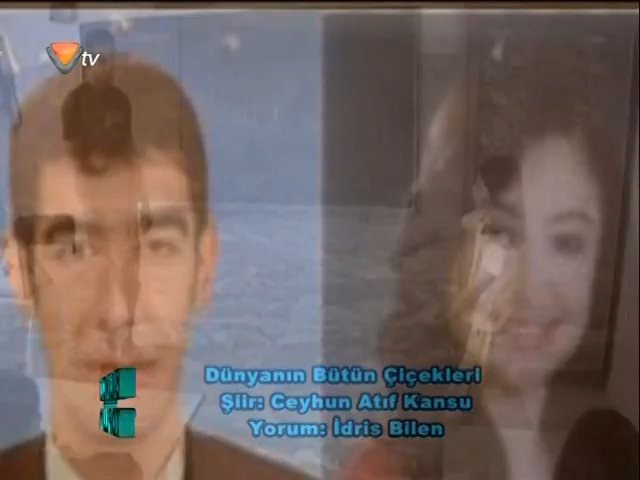 tv
Dünyanın Bütün Çiçekleri
Şiir: Ceyhun Atıf Kansu
Yorum: İdris Bilen